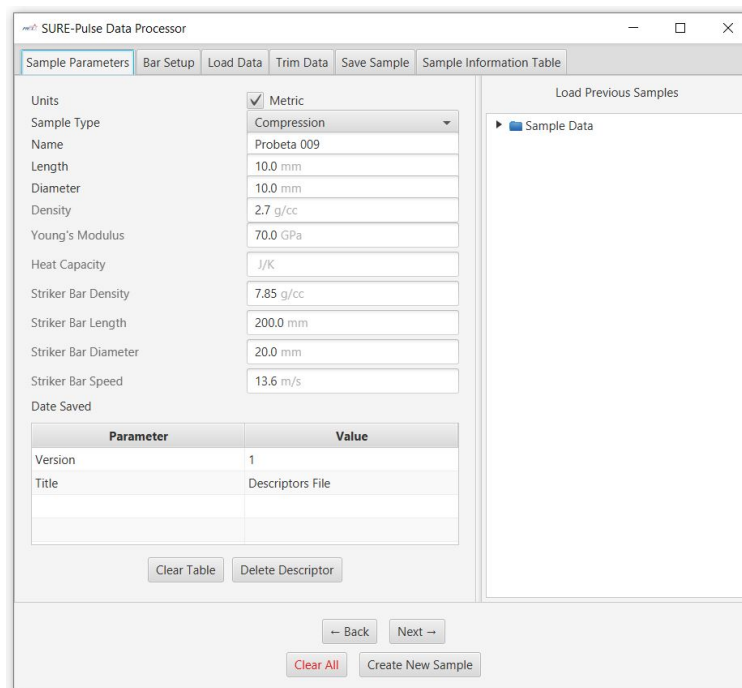 SURE-Pulse Data Processor
Sample Parameters Bar Setup Load Data Trim Data Save Sample Sample Information Table
Units Metric
Sample Type Compression
Name Probeta 009
Length 10.0 mm
Diameter 10.0 mm
Density 2.7 g/cc
Young's Modulus 70.0 GPa
Heat Capacity J/K
Striker Bar Density 7.85 g/cc
Striker Bar Length 200.0 mm
Striker Bar Diameter 20.0 mm
Striker Bar Speed 13.6 m/s
Date Saved
Parameter Value
Version 1
Title Descriptors File
Clear Table Delete Descriptor
Load Previous Samples
Sample Data
← Back Next →
Clear All Create New Sample